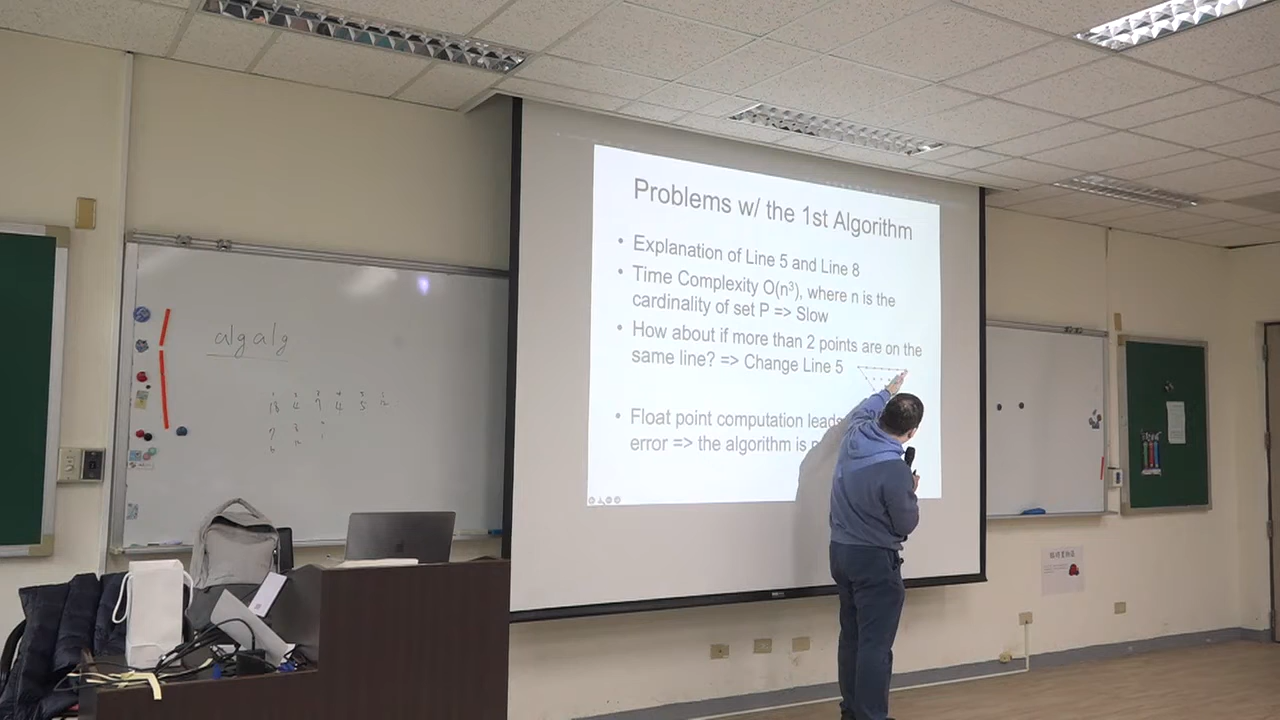 Problems w/ the 1st Algorithm
• Explanation of Line 5 and Line 8
• Time Complexity O(n³), where n is the
cardinality of set P => Slow
• How about if more than 2 points are on the
same line? => Change Line 5
• Float point computation leads
error => the algorithm is
alg alg